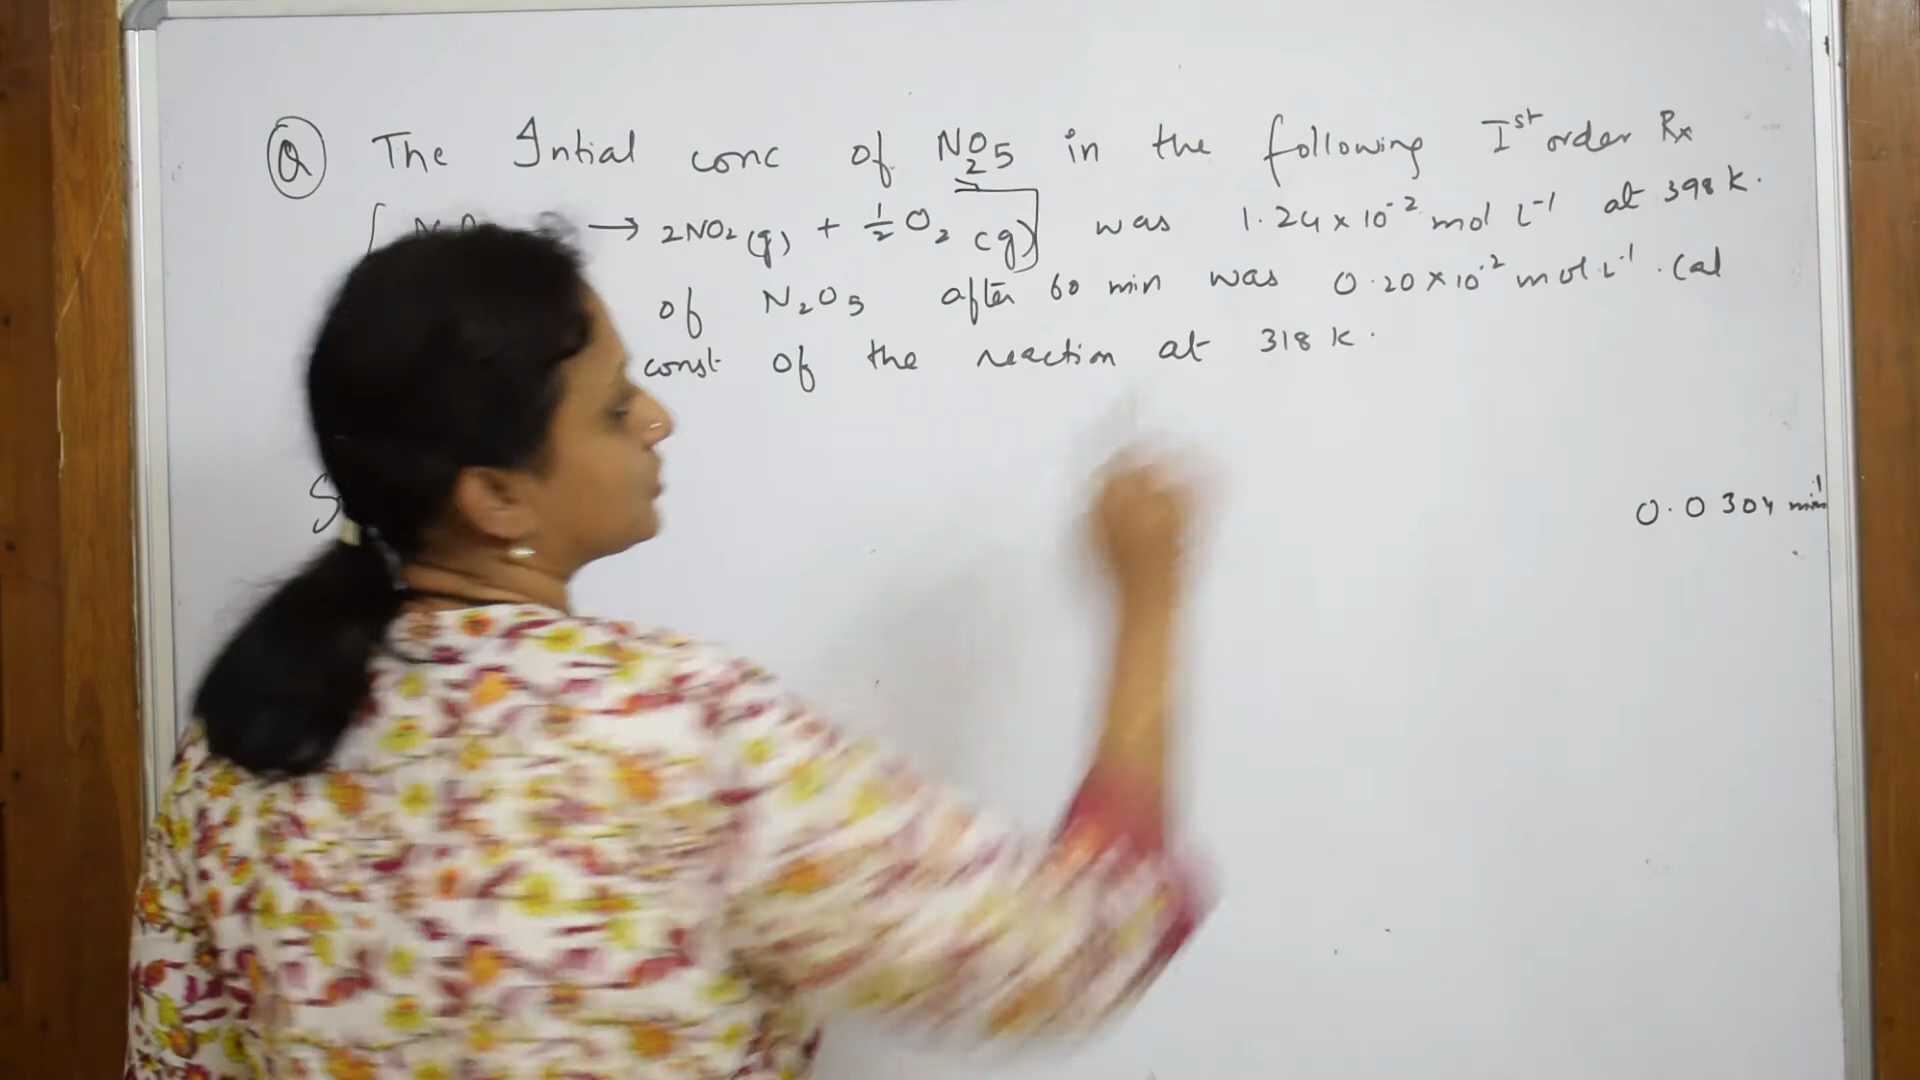 Q The Intial conc of N2O5 in the following Ist order Rx
→ 2NO2(g) + 1/2 O2 (g) was 1.24 × 10-2 mol L-1 at 398 K.
of N2O5 after 60 min was 0.20 × 10-2 mol L-1. Cal
const of the reaction at 318 K.
0.0304 min-1